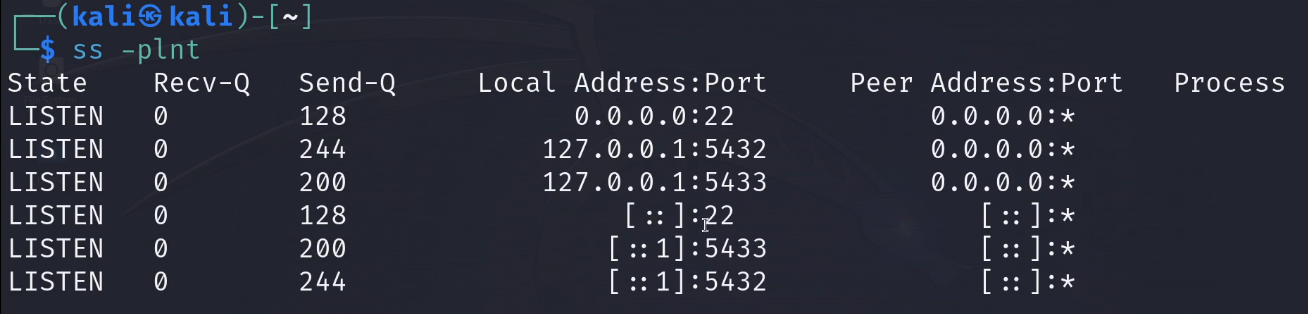 ┌──(kali㉿kali)-[~]
└─$ ss -plnt
State Recv-Q Send-Q Local Address:Port Peer Address:Port Process
LISTEN 0 128 0.0.0.0:22 0.0.0.0:*
LISTEN 0 244 127.0.0.1:5432 0.0.0.0:*
LISTEN 0 200 127.0.0.1:5433 0.0.0.0:*
LISTEN 0 128 [::]:22 [::]:*
LISTEN 0 200 [::1]:5433 [::]:*
LISTEN 0 244 [::1]:5432 [::]:*